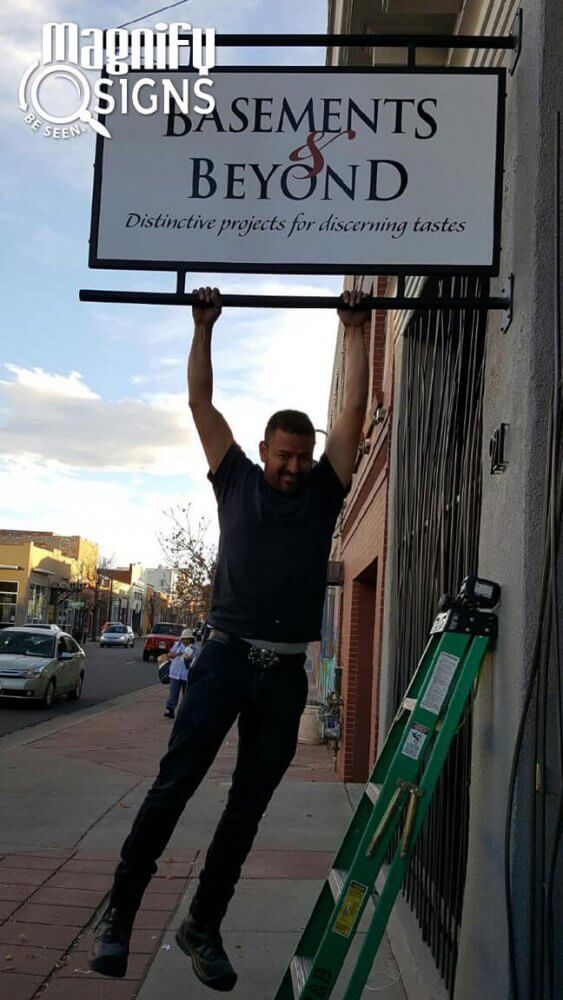 Magnify
SIGNS
BE SEEN.
BASEMENTS
&
BEYOND
Distinctive projects for discerning tastes